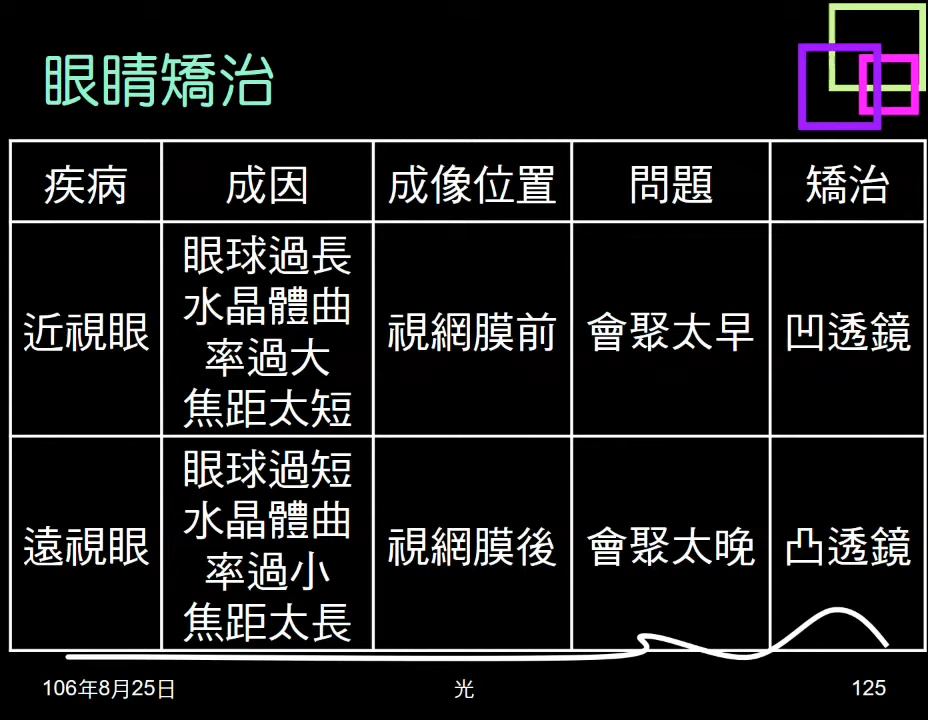 眼睛矯治
疾病
成因
成像位置
問題
矯治
近視眼
眼球過長
水晶體曲
率過大
焦距太短
視網膜前
會聚太早
凹透鏡
遠視眼
眼球過短
水晶體曲
率過小
焦距太長
視網膜後
會聚太晚
凸透鏡
106年8月25日
光
125